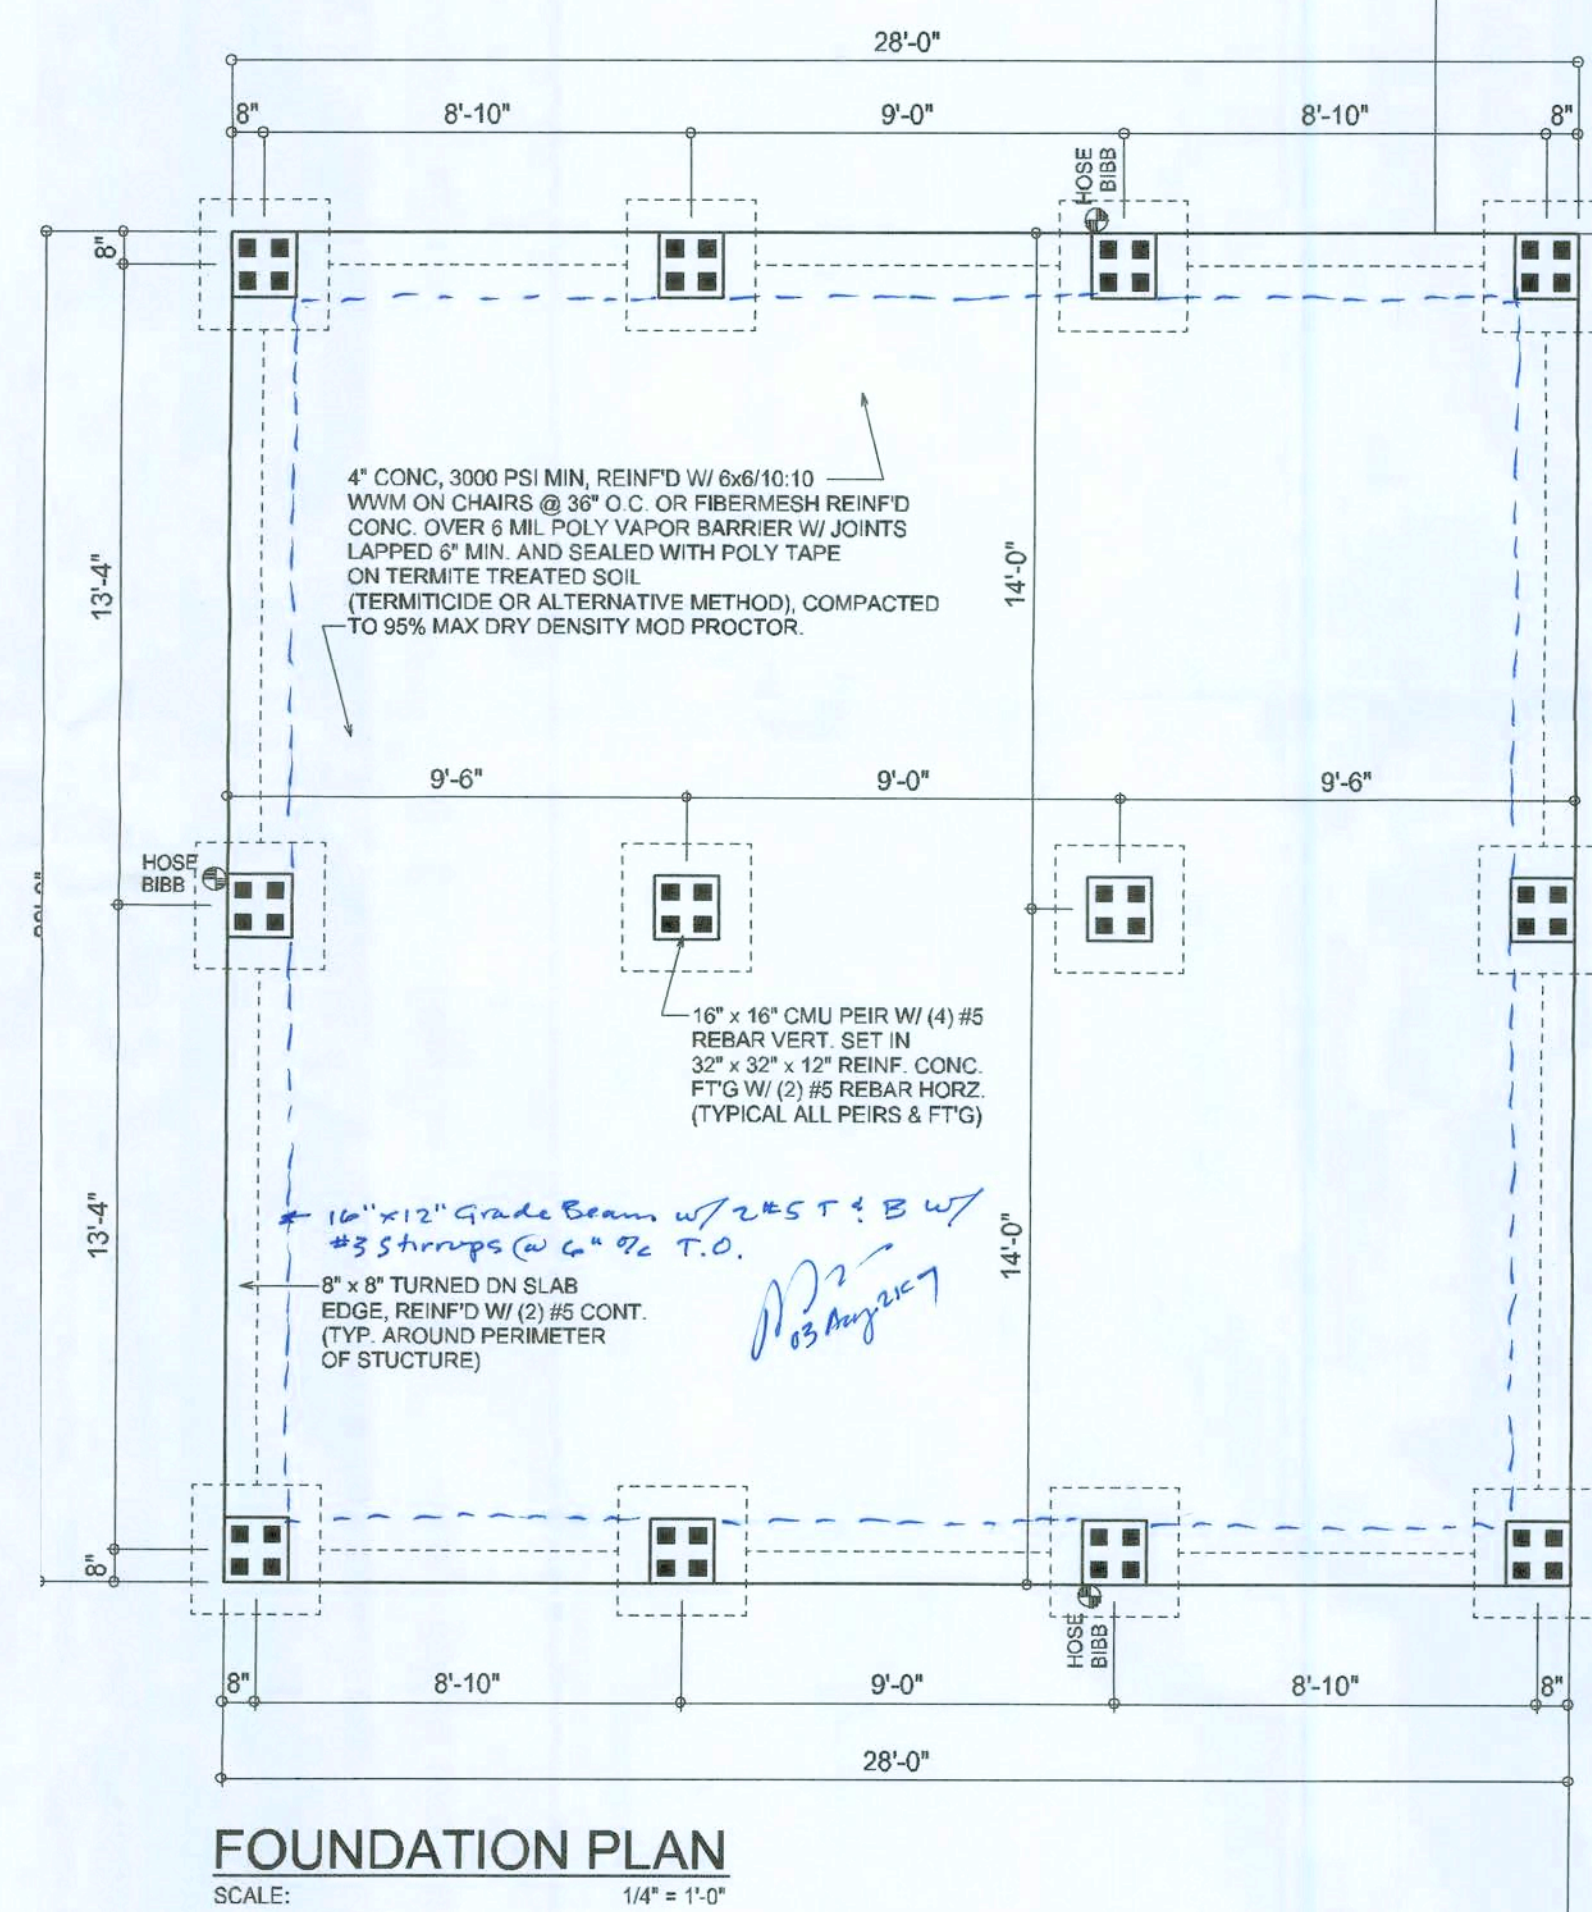 28'-0"
8" 8'-10" 9'-0" 8'-10" 8"
HOSE
BIBB
8"
4" CONC, 3000 PSI MIN, REINF'D W/ 6x6/10:10
WWM ON CHAIRS @ 36" O.C. OR FIBERMESH REINF'D
CONC. OVER 6 MIL POLY VAPOR BARRIER W/ JOINTS
LAPPED 6" MIN. AND SEALED WITH POLY TAPE
ON TERMITE TREATED SOIL
(TERMITICIDE OR ALTERNATIVE METHOD), COMPACTED
TO 95% MAX DRY DENSITY MOD PROCTOR.
13'-4"
14'-0"
9'-6" 9'-0" 9'-6"
HOSE
BIBB
16" x 16" CMU PEIR W/ (4) #5
REBAR VERT. SET IN
32" x 32" x 12" REINF. CONC.
FT'G W/ (2) #5 REBAR HORZ.
(TYPICAL ALL PEIRS & FT'G)
13'-4"
14'-0"
16"x12" Grade Beam w/ 2#5 T & B w/
#3 Stirrups @ 6" o/c T.O.
8" x 8" TURNED DN SLAB
EDGE, REINF'D W/ (2) #5 CONT.
(TYP. AROUND PERIMETER
OF STUCTURE)
03 Aug
8"
HOSE
BIBB
8" 8'-10" 9'-0" 8'-10" 8"
28'-0"
FOUNDATION PLAN
SCALE: 1/4" = 1'-0"